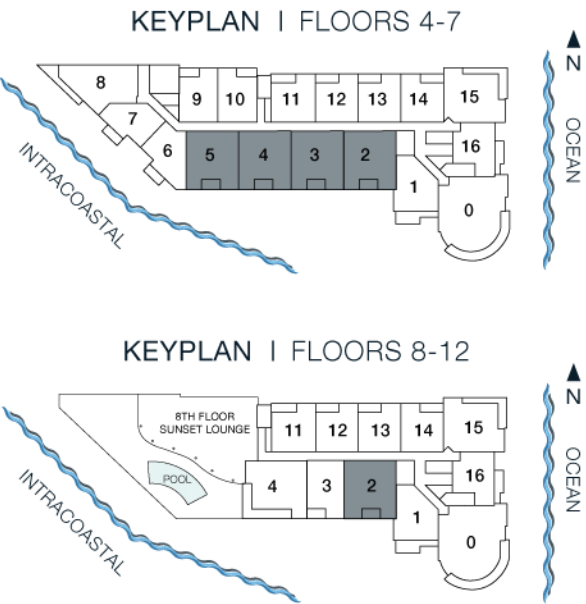 KEYPLAN | FLOORS 4-7
N
8
9
10
11
12
13
14
15
7
6
5
4
3
2
16
1
0
INTRACOASTAL
OCEAN
KEYPLAN | FLOORS 8-12
N
8TH FLOOR
SUNSET LOUNGE
11
12
13
14
15
POOL
4
3
2
16
1
0
INTRACOASTAL
OCEAN